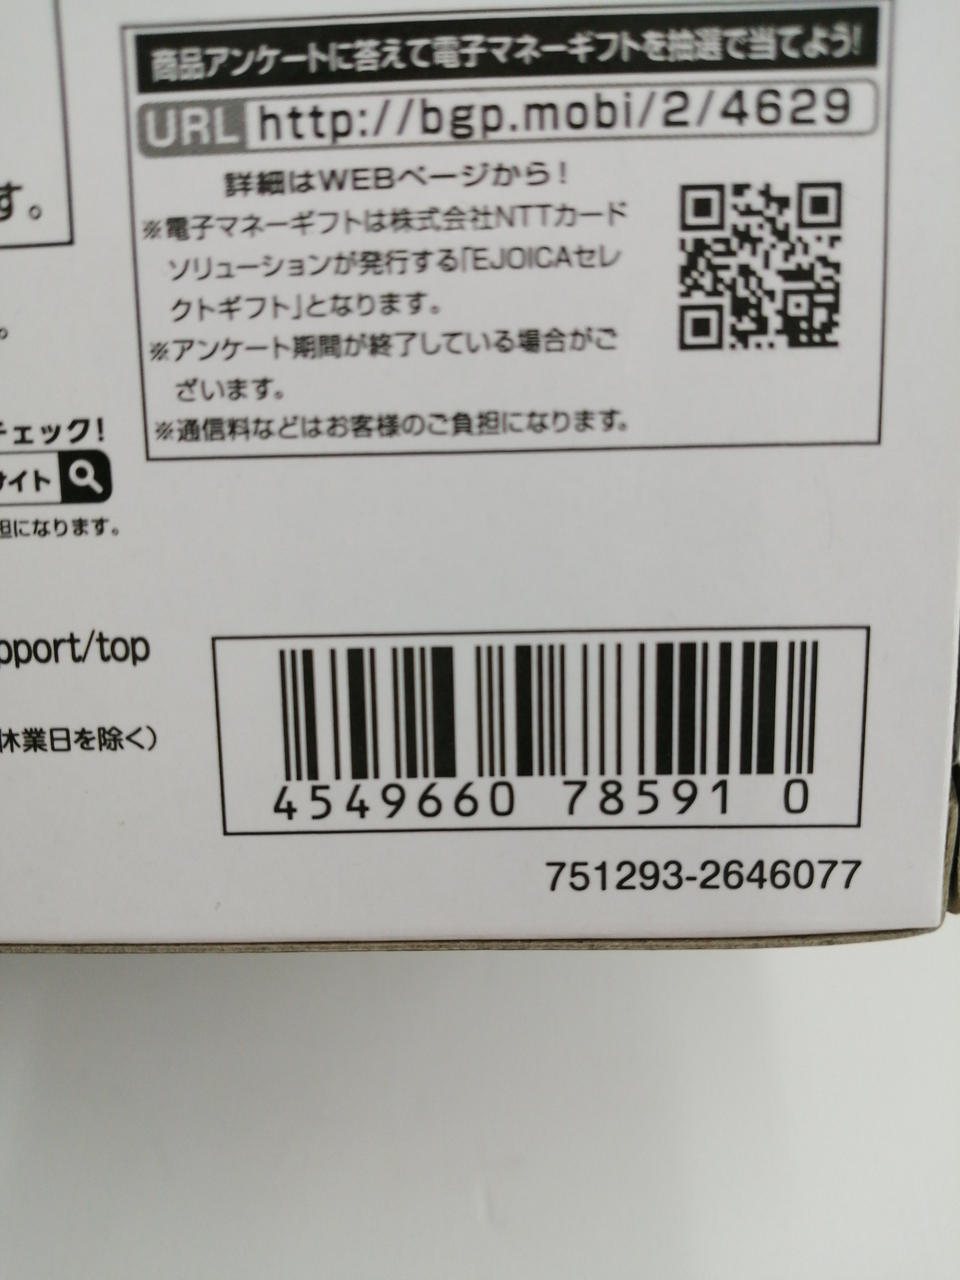 商品アンケートに答えて電子マネーギフトを抽選で当てよう!
URL http://bgp.mobi/2/4629
詳細はWEBページから!
※電子マネーギフトは株式会社NTTカード
ソリューションが発行する「EJOICAセレ
クトギフト」となります。
※アンケート期間が終了している場合がご
ざいます。
※通信料などはお客様のご負担になります。
す。
。
チェック!
サイト
担になります。
pport/top
休業日を除く)
4549660 78591 0
751293-2646077